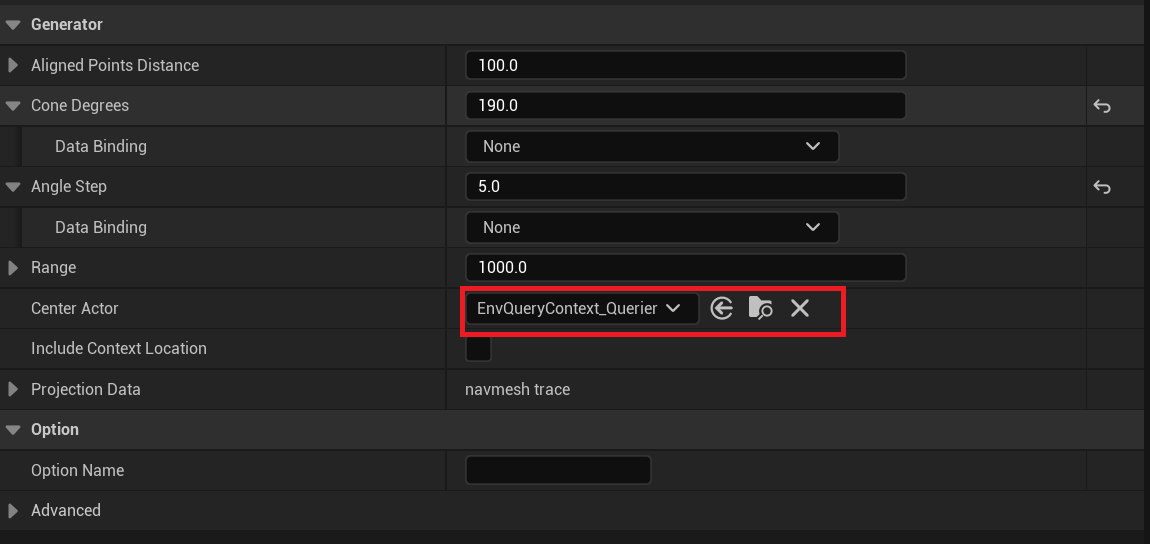 Generator
Aligned Points Distance 100.0
Cone Degrees 190.0
Data Binding None
Angle Step 5.0
Data Binding None
Range 1000.0
Center Actor EnvQueryContext_Querier
Include Context Location
Projection Data navmesh trace
Option
Option Name
Advanced